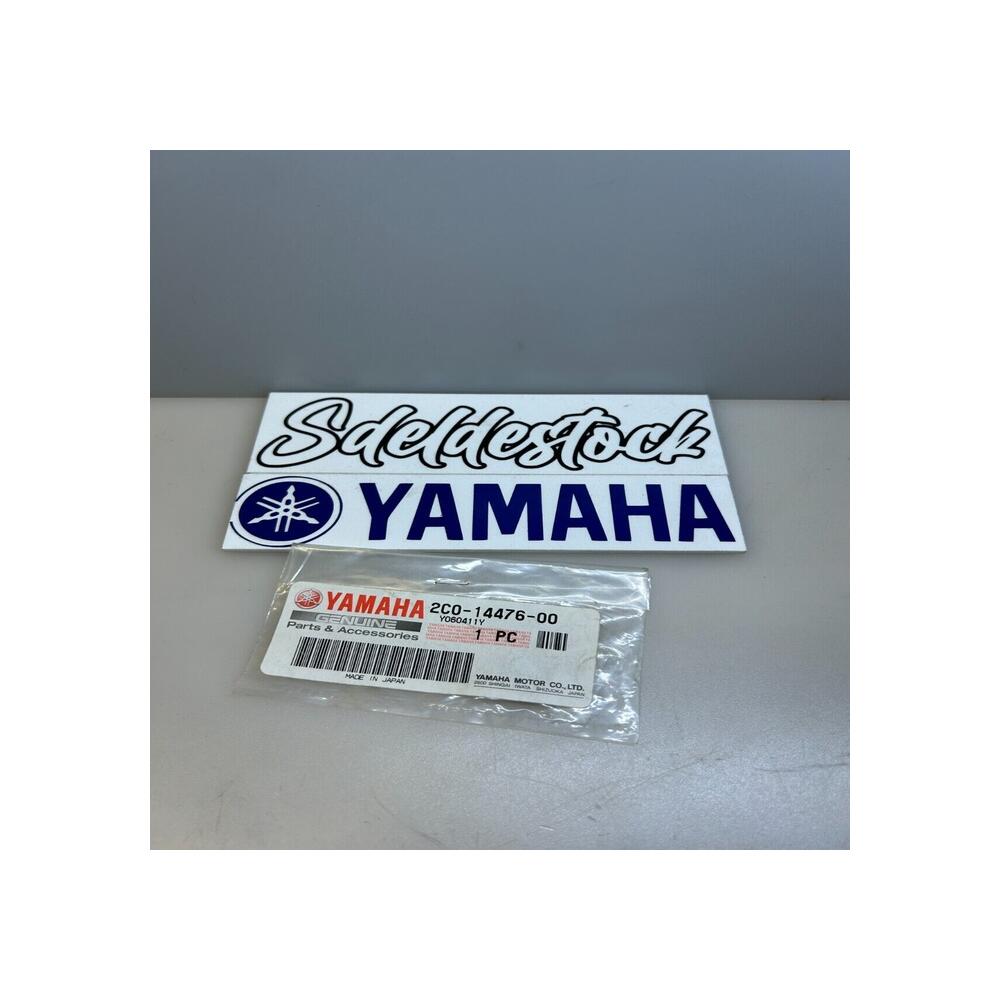 Sdeldestock
YAMAHA
YAMAHA 2C0-14476-00
GENUINE Y060411Y
Parts & Accessories 1 PC
MADE IN JAPAN YAMAHA MOTOR CO., LTD.
2500 SHINGAI IWATA SHIZUOKA JAPAN